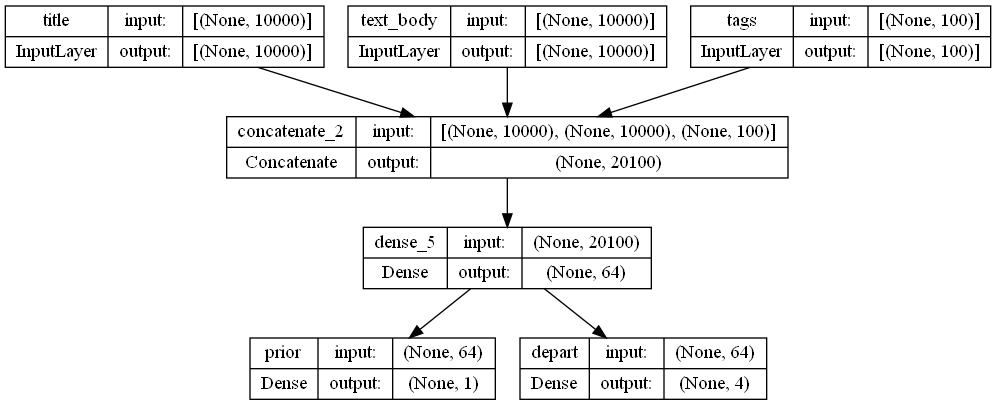 title input: [(None, 10000)]
InputLayer output: [(None, 10000)]
text_body input: [(None, 10000)]
InputLayer output: [(None, 10000)]
tags input: [(None, 100)]
InputLayer output: [(None, 100)]
concatenate_2 input: [(None, 10000), (None, 10000), (None, 100)]
Concatenate output: (None, 20100)
dense_5 input: (None, 20100)
Dense output: (None, 64)
prior input: (None, 64)
Dense output: (None, 1)
depart input: (None, 64)
Dense output: (None, 4)